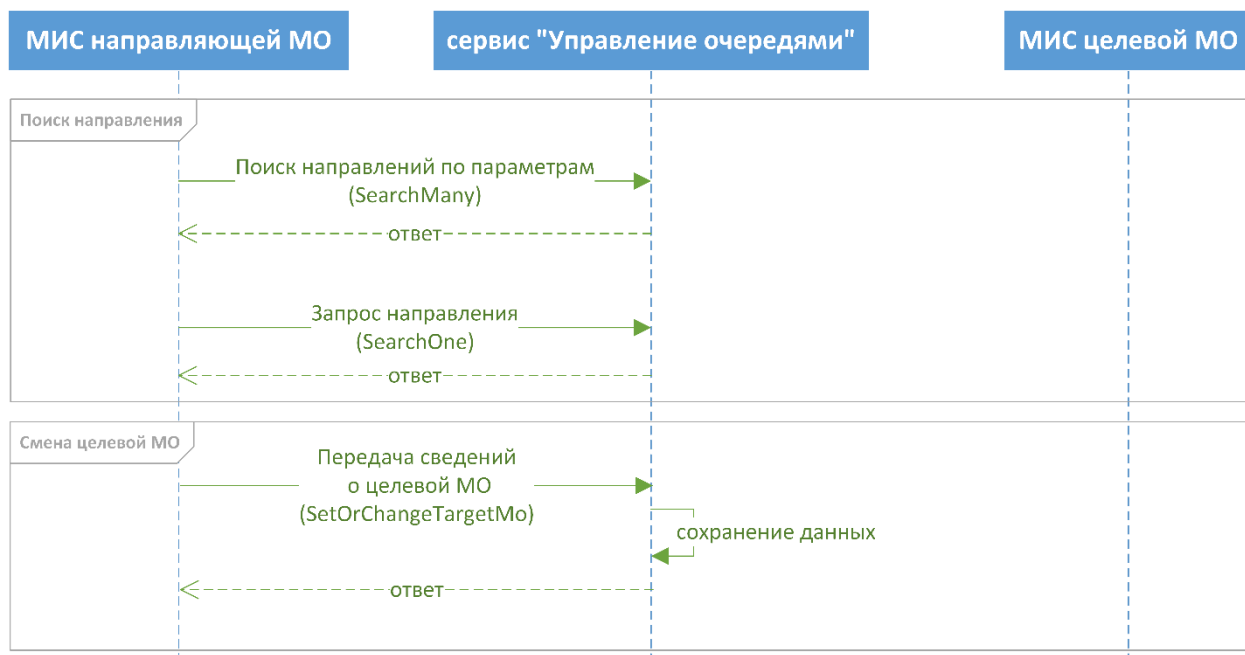 МИС направляющей МО
сервис "Управление очередями"
МИС целевой МО
Поиск направления
Поиск направлений по параметрам
(SearchMany)
ответ
Запрос направления
(SearchOne)
ответ
Смена целевой МО
Передача сведений
о целевой МО
(SetOrChangeTargetMo)
сохранение данных
ответ